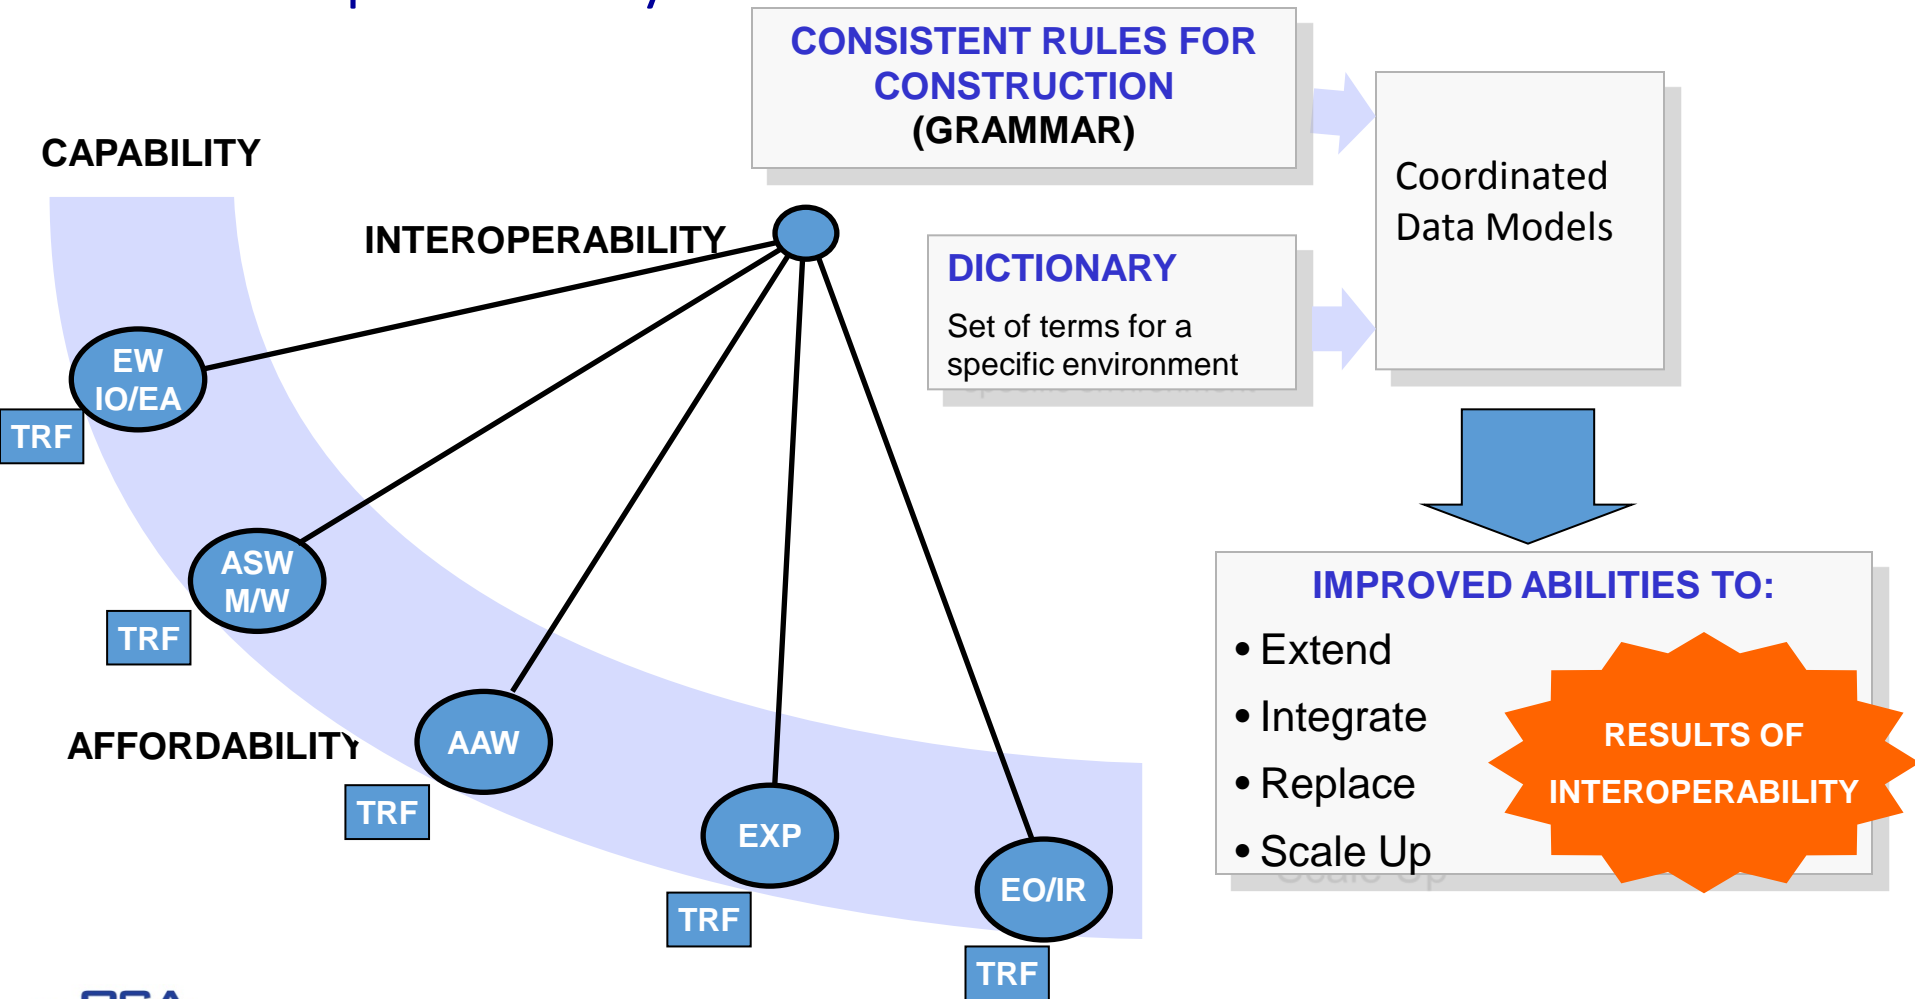 CONSISTENT RULES FOR
CONSTRUCTION
(GRAMMAR)
CAPABILITY
INTEROPERABILITY
Coordinated
Data Models
DICTIONARY
Set of terms for a
specific environment
EW
IO/EA
TRF
ASW
M/W
TRF
AFFORDABILITY
AAW
TRF
EXP
TRF
EO/IR
TRF
IMPROVED ABILITIES TO:
• Extend
• Integrate
• Replace
• Scale Up
RESULTS OF
INTEROPERABILITY